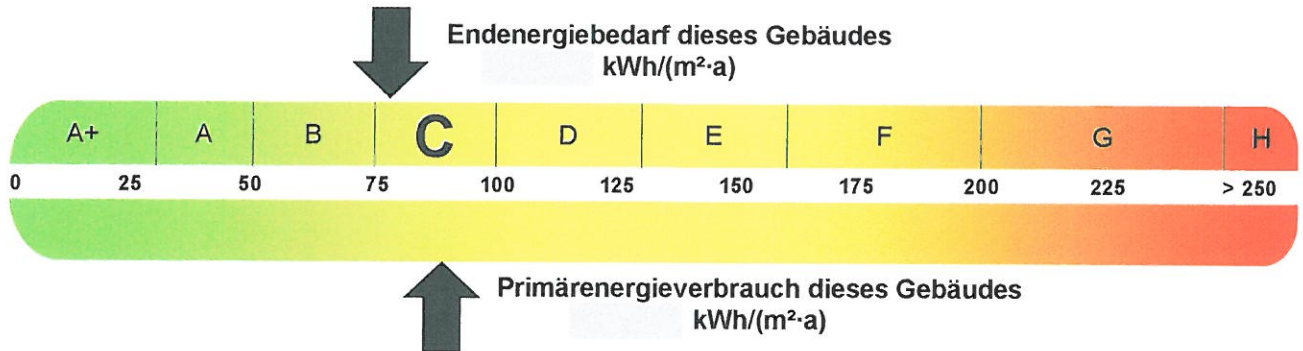 Endenergiebedarf dieses Gebäudes
kWh/(m²·a)
A+ A B C D E F G H
0 25 50 75 100 125 150 175 200 225 > 250
Primärenergieverbrauch dieses Gebäudes
kWh/(m²·a)